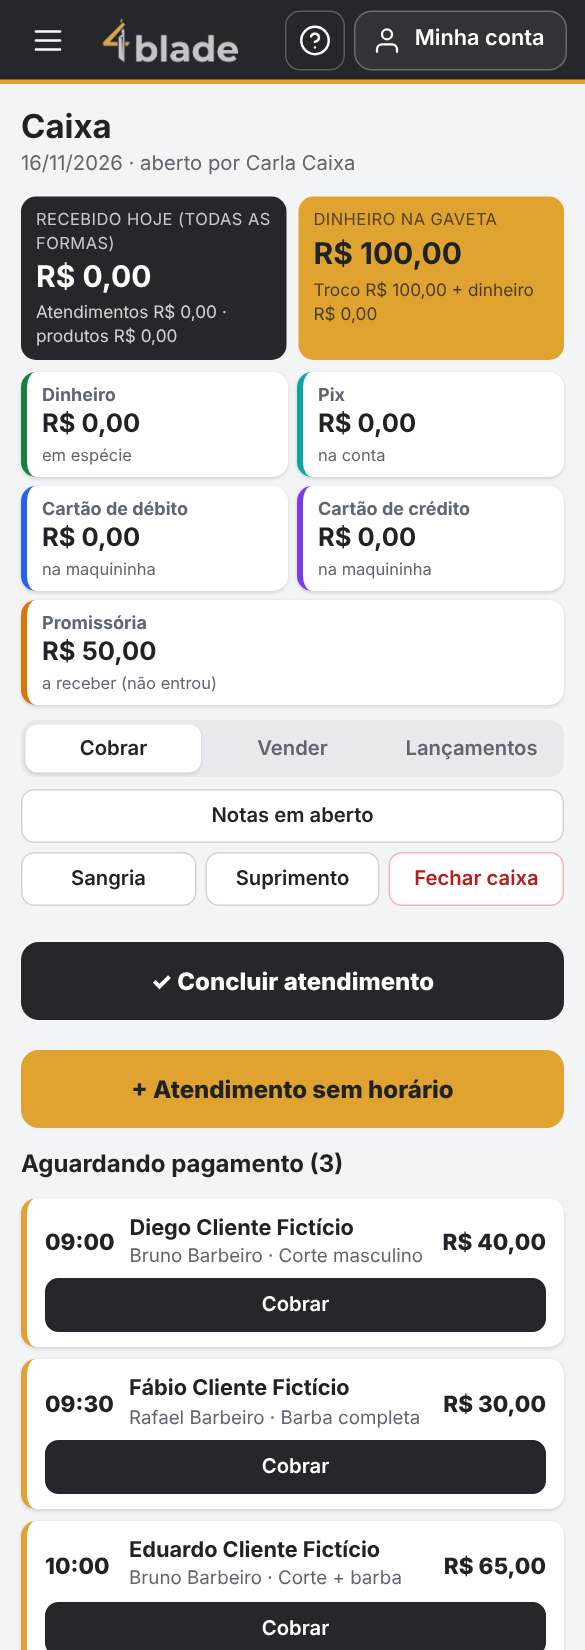 4blade
Minha conta
Caixa
16/11/2026 · aberto por Carla Caixa
RECEBIDO HOJE (TODAS AS
FORMAS)
R$ 0,00
Atendimentos R$ 0,00 ·
produtos R$ 0,00
DINHEIRO NA GAVETA
R$ 100,00
Troco R$ 100,00 + dinheiro
R$ 0,00
Dinheiro
R$ 0,00
em espécie
Pix
R$ 0,00
na conta
Cartão de débito
R$ 0,00
na maquininha
Cartão de crédito
R$ 0,00
na maquininha
Promissória
R$ 50,00
a receber (não entrou)
Cobrar
Vender
Lançamentos
Notas em aberto
Sangria
Suprimento
Fechar caixa
✓ Concluir atendimento
+ Atendimento sem horário
Aguardando pagamento (3)
09:00
Diego Cliente Fictício
Bruno Barbeiro · Corte masculino
R$ 40,00
Cobrar
09:30
Fábio Cliente Fictício
Rafael Barbeiro · Barba completa
R$ 30,00
Cobrar
10:00
Eduardo Cliente Fictício
Bruno Barbeiro · Corte + barba
R$ 65,00
Cobrar